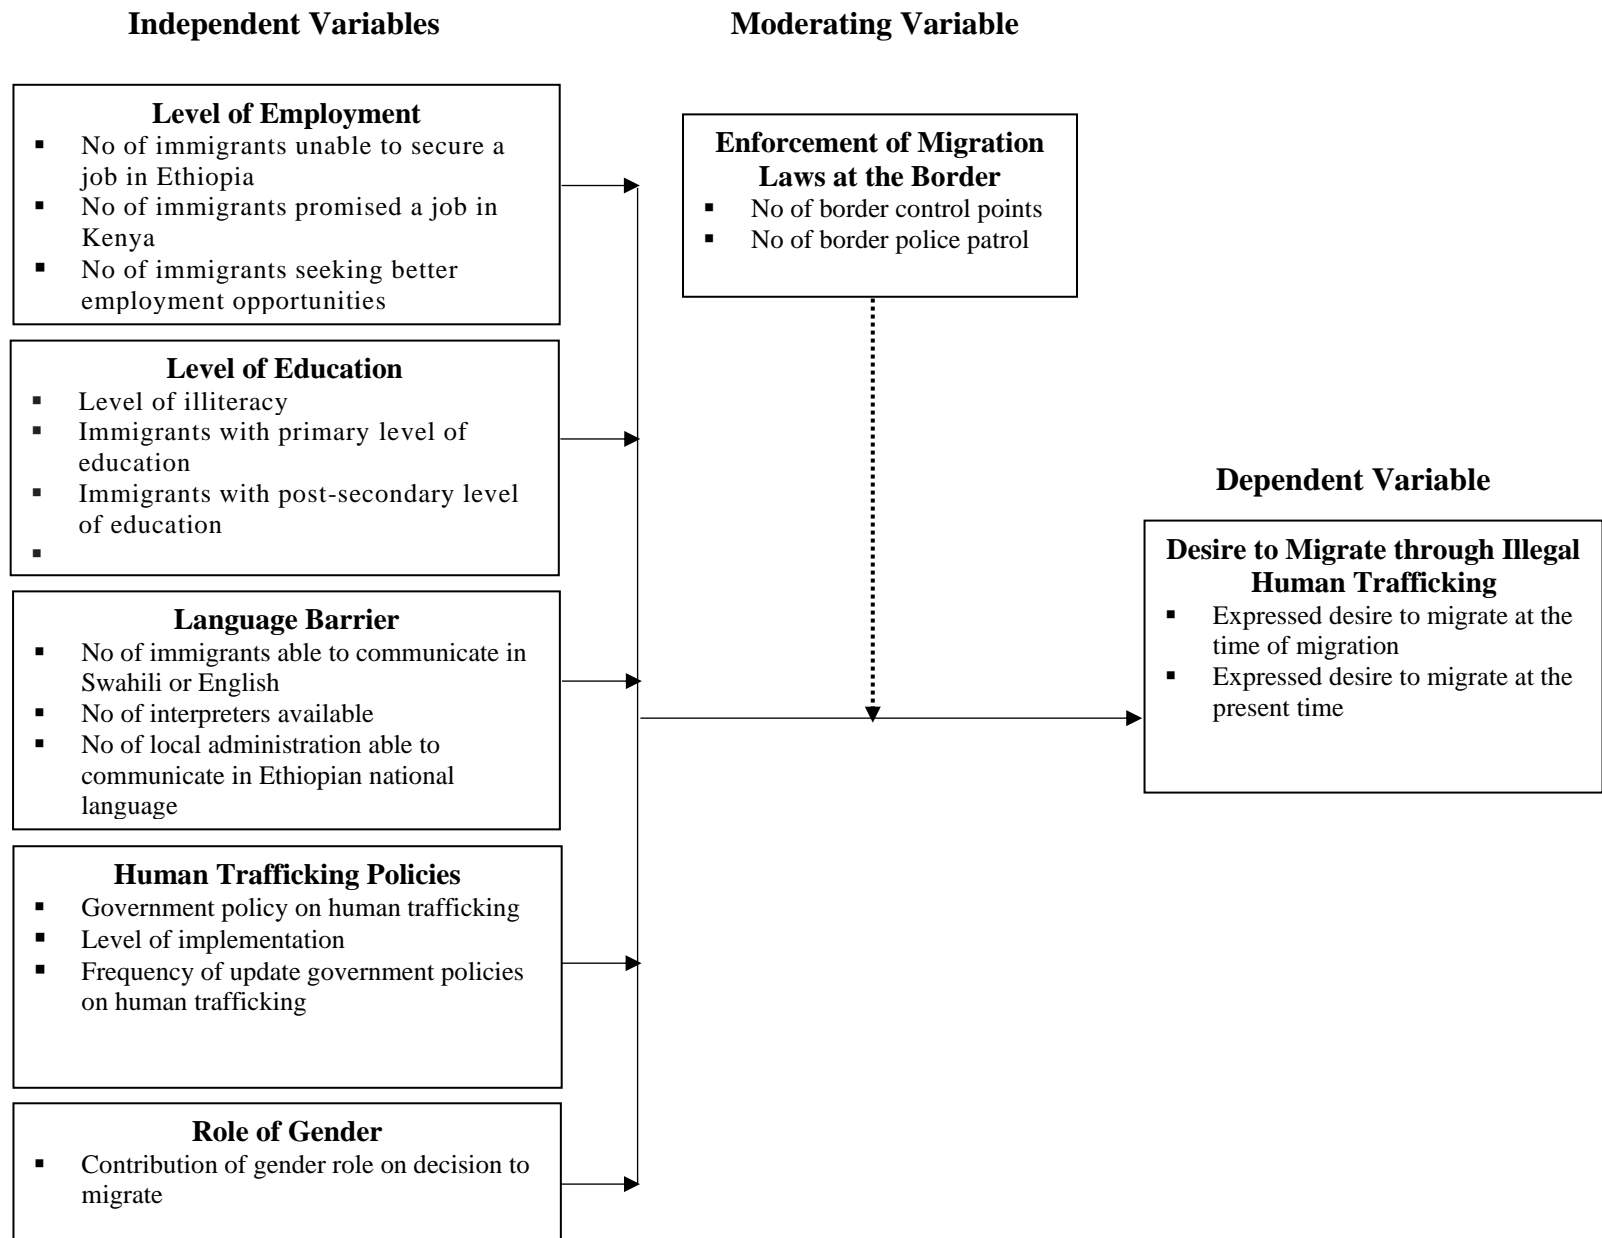 Independent Variables
Moderating Variable
Level of Employment
▪ No of immigrants unable to secure a
job in Ethiopia
▪ No of immigrants promised a job in
Kenya
▪ No of immigrants seeking better
employment opportunities
Enforcement of Migration
Laws at the Border
▪ No of border control points
▪ No of border police patrol
Level of Education
▪ Level of illiteracy
▪ Immigrants with primary level of
education
▪ Immigrants with post-secondary level
of education
▪
Language Barrier
▪ No of immigrants able to communicate in
Swahili or English
▪ No of interpreters available
▪ No of local administration able to
communicate in Ethiopian national
language
Human Trafficking Policies
▪ Government policy on human trafficking
▪ Level of implementation
▪ Frequency of update government policies
on human trafficking
Role of Gender
▪ Contribution of gender role on decision to
migrate
Dependent Variable
Desire to Migrate through Illegal
Human Trafficking
▪ Expressed desire to migrate at the
time of migration
▪ Expressed desire to migrate at the
present time